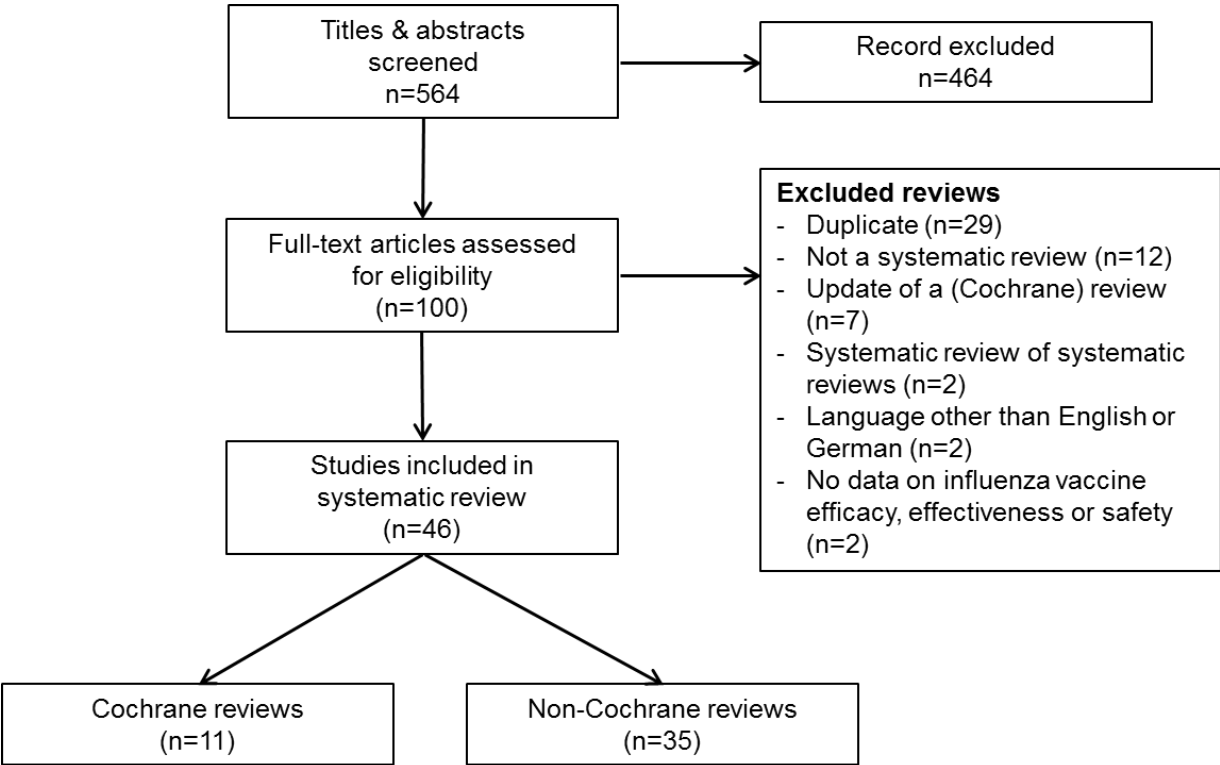 Titles & abstracts
screened
n=564
Record excluded
n=464
Full-text articles assessed
for eligibility
(n=100)
Excluded reviews
- Duplicate (n=29)
- Not a systematic review (n=12)
- Update of a (Cochrane) review
(n=7)
- Systematic review of systematic
reviews (n=2)
- Language other than English or
German (n=2)
- No data on influenza vaccine
efficacy, effectiveness or safety
(n=2)
Studies included in
systematic review
(n=46)
Cochrane reviews
(n=11)
Non-Cochrane reviews
(n=35)